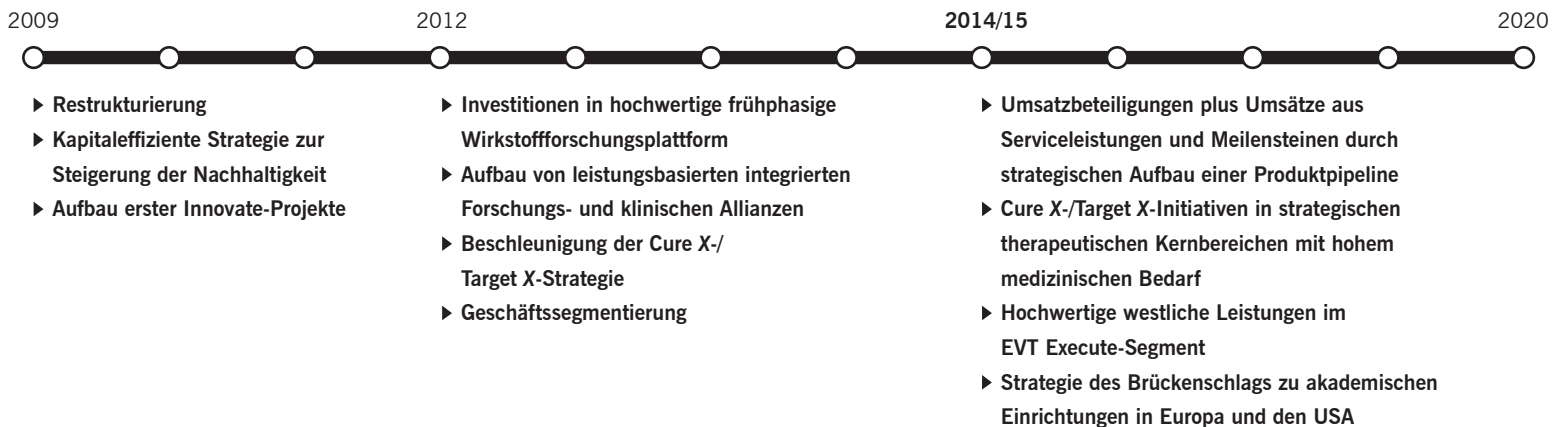 2009
2012
2014/15
2020
▶ Restrukturierung
▶ Kapitaleffiziente Strategie zur
Steigerung der Nachhaltigkeit
▶ Aufbau erster Innovate-Projekte
▶ Investitionen in hochwertige frühphasige
Wirkstoffforschungsplattform
▶ Aufbau von leistungsbasierten integrierten
Forschungs- und klinischen Allianzen
▶ Beschleunigung der Cure X-/
Target X-Strategie
▶ Geschäftssegmentierung
▶ Umsatzbeteiligungen plus Umsätze aus
Serviceleistungen und Meilensteinen durch
strategischen Aufbau einer Produktpipeline
▶ Cure X-/Target X-Initiativen in strategischen
therapeutischen Kernbereichen mit hohem
medizinischen Bedarf
▶ Hochwertige westliche Leistungen im
EVT Execute-Segment
▶ Strategie des Brückenschlags zu akademischen
Einrichtungen in Europa und den USA